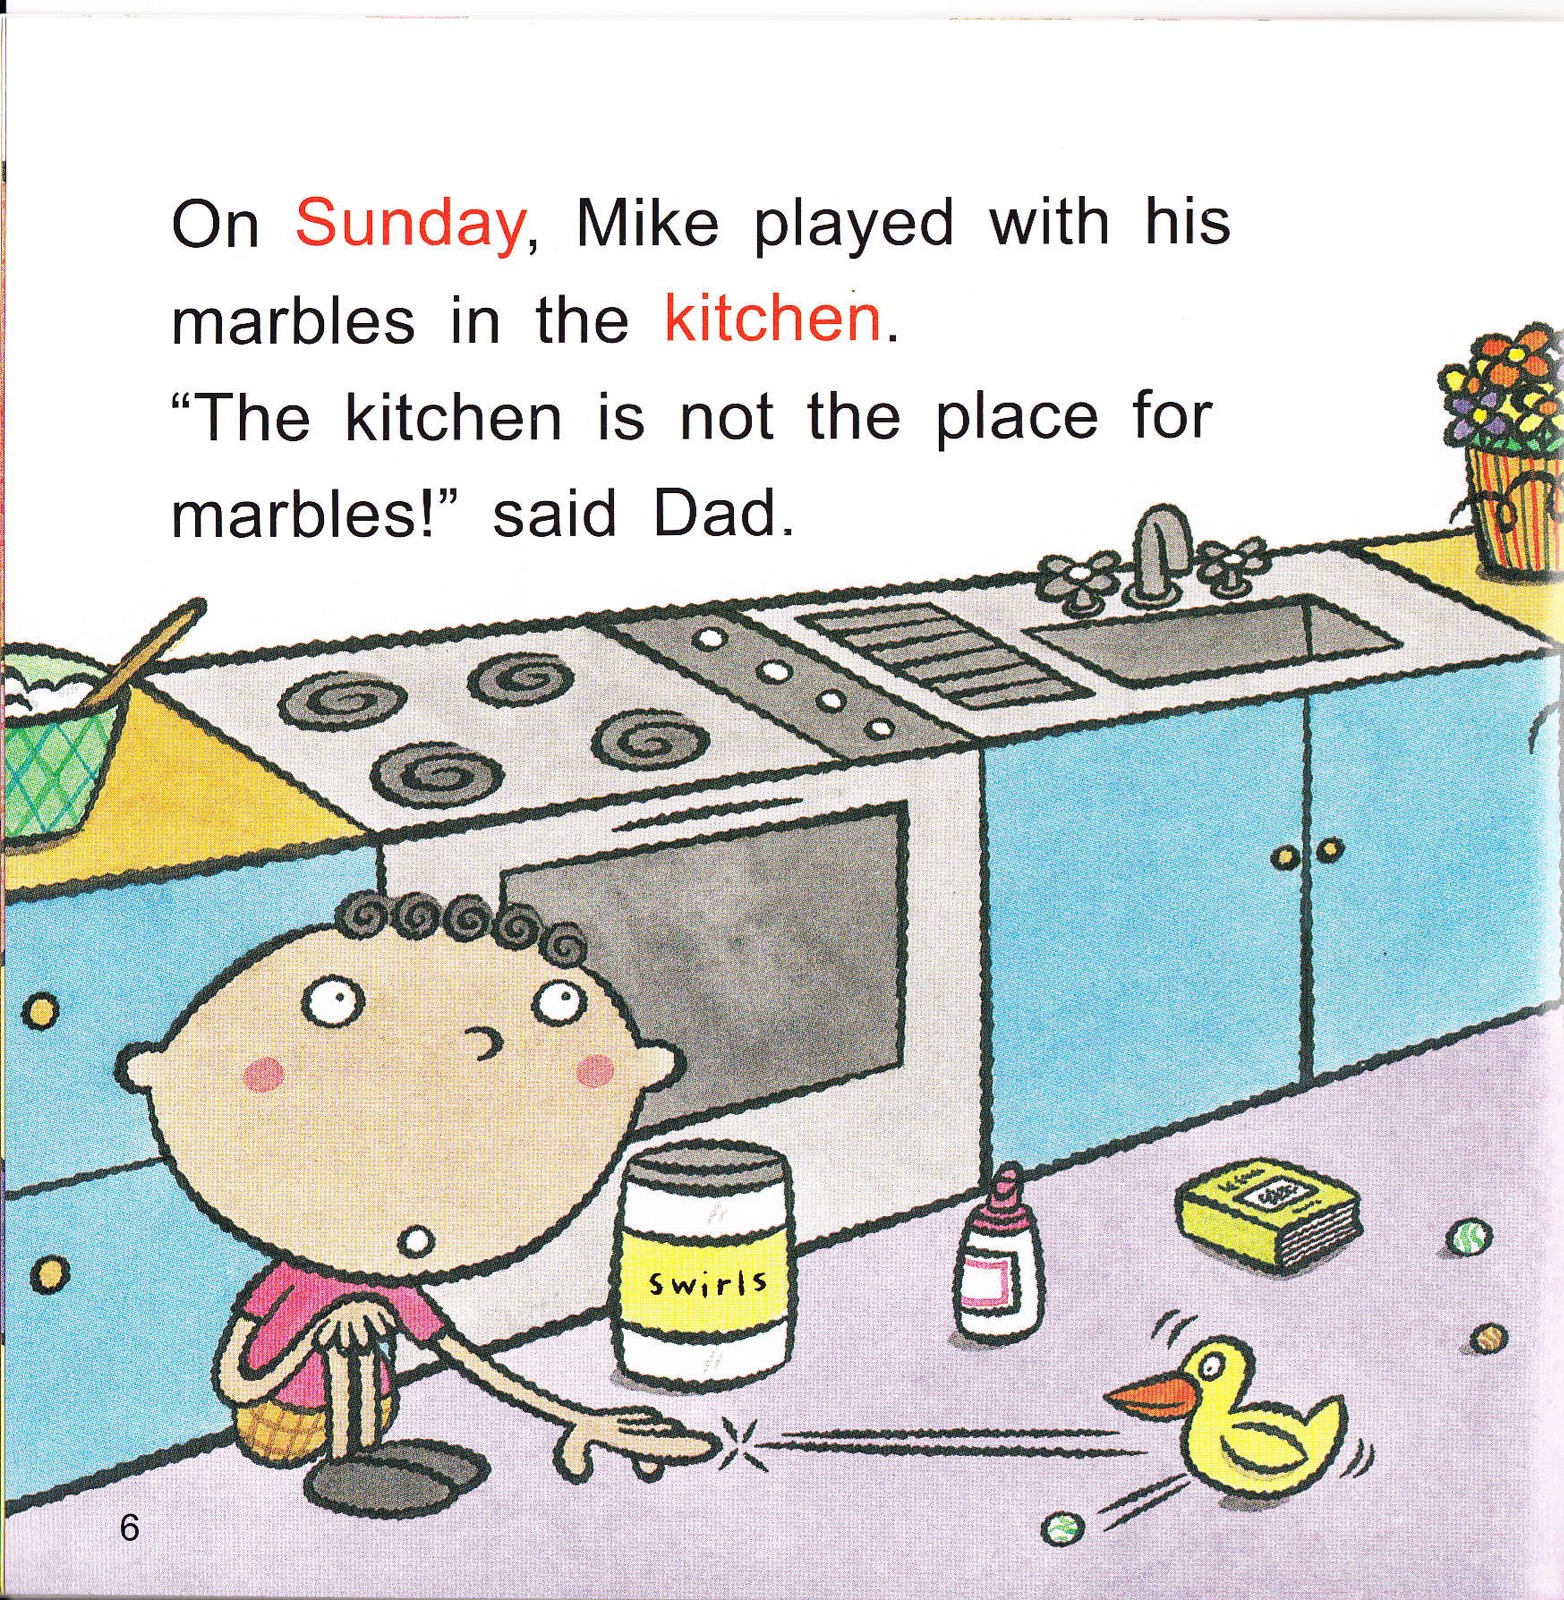 On Sunday, Mike played with his
marbles in the kitchen.
“The kitchen is not the place for
marbles!” said Dad.
swirls
6